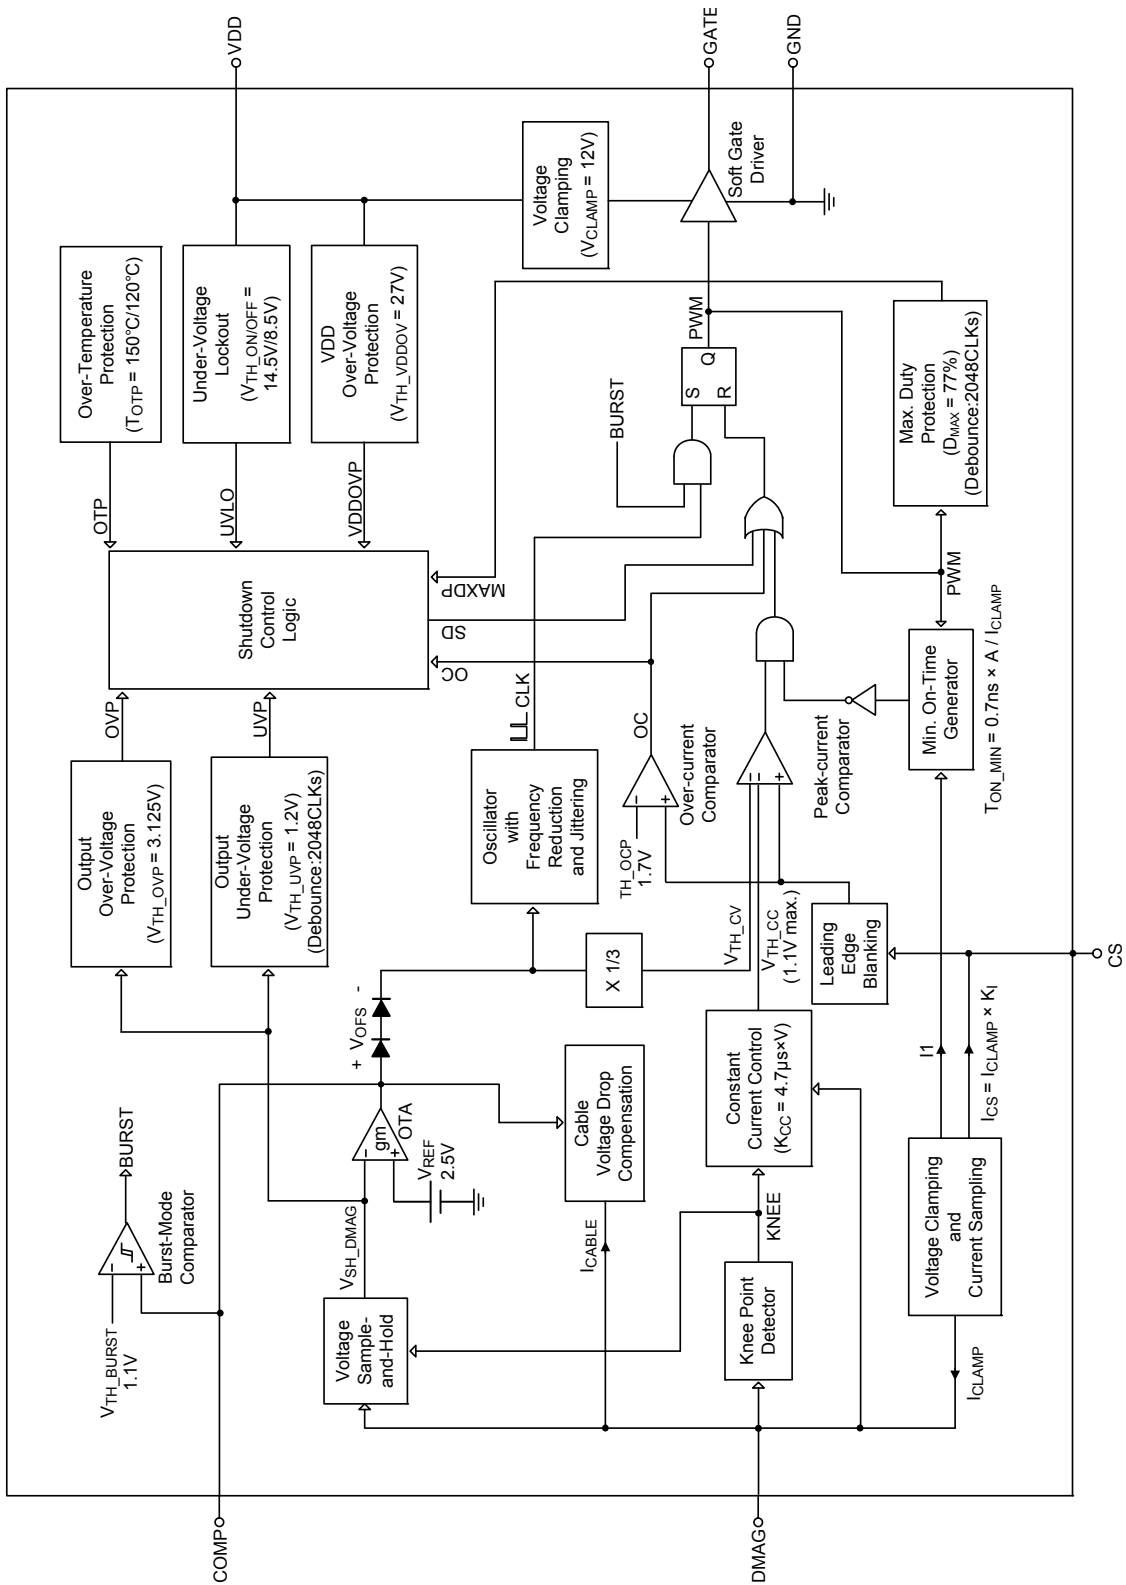 COMP
DMAG
VDD
GATE
GND
CS
VTH_BURST
1.1V
Burst-Mode
Comparator
BURST
Output
Over-Voltage
Protection
(VTH_OVP = 3.125V)
OVP
Output
Under-Voltage
Protection
(VTH_UVP = 1.2V)
(Debounce:2048CLKs)
UVP
Shutdown
Control
Logic
OTP
Over-Temperature
Protection
(TOTP = 150°C/120°C)
UVLO
Under-Voltage
Lockout
(VTH_ON/OFF =
14.5V/8.5V)
VDDOVP
VDD
Over-Voltage
Protection
(VTH_VDDOV = 27V)
OC
SD
MAXDP
Voltage
Sample-
and-Hold
VSH_DMAG
gm
OTA
VREF
2.5V
+ VOFS -
Oscillator
with
Frequency
Reduction
and Jittering
CLK
X 1/3
Cable
Voltage Drop
Compensation
ICABLE
TH_OCP
1.7V
OC
Over-current
Comparator
BURST
S
R
Q
PWM
Voltage
Clamping
(VCLAMP = 12V)
Soft Gate
Driver
Knee Point
Detector
KNEE
Constant
Current Control
(KCC = 4.7µs×V)
VTH_CV
VTH_CC
(1.1V max.)
Peak-current
Comparator
Leading
Edge
Blanking
Voltage Clamping
and
Current Sampling
ICLAMP
I1
ICS = ICLAMP × KI
Min. On-Time
Generator
TON_MIN = 0.7ns × A / ICLAMP
PWM
Max. Duty
Protection
(DMAX = 77%)
(Debounce:2048CLKs)